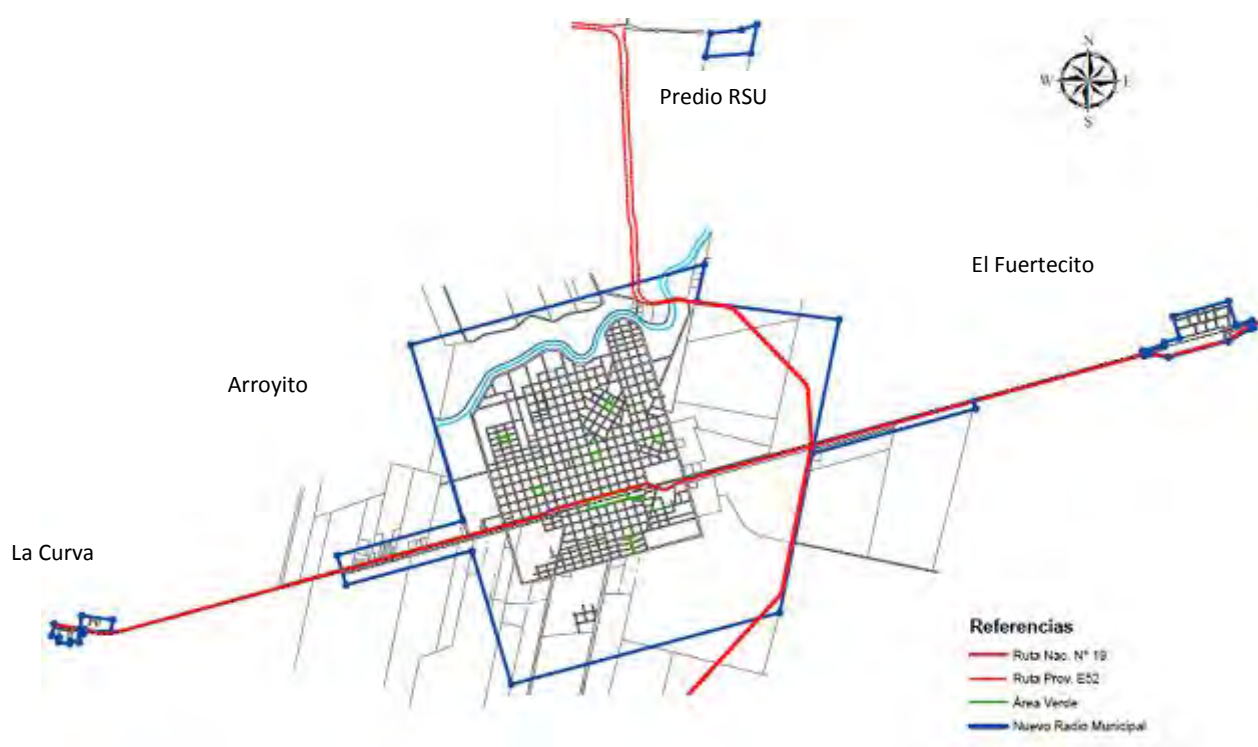 Predio RSU
N
W
E
S
El Fuertecito
Arroyito
La Curva
Referencias
Ruta Nac. N° 19
Ruta Prov. E52
Área Verde
Nuevo Radio Municipal